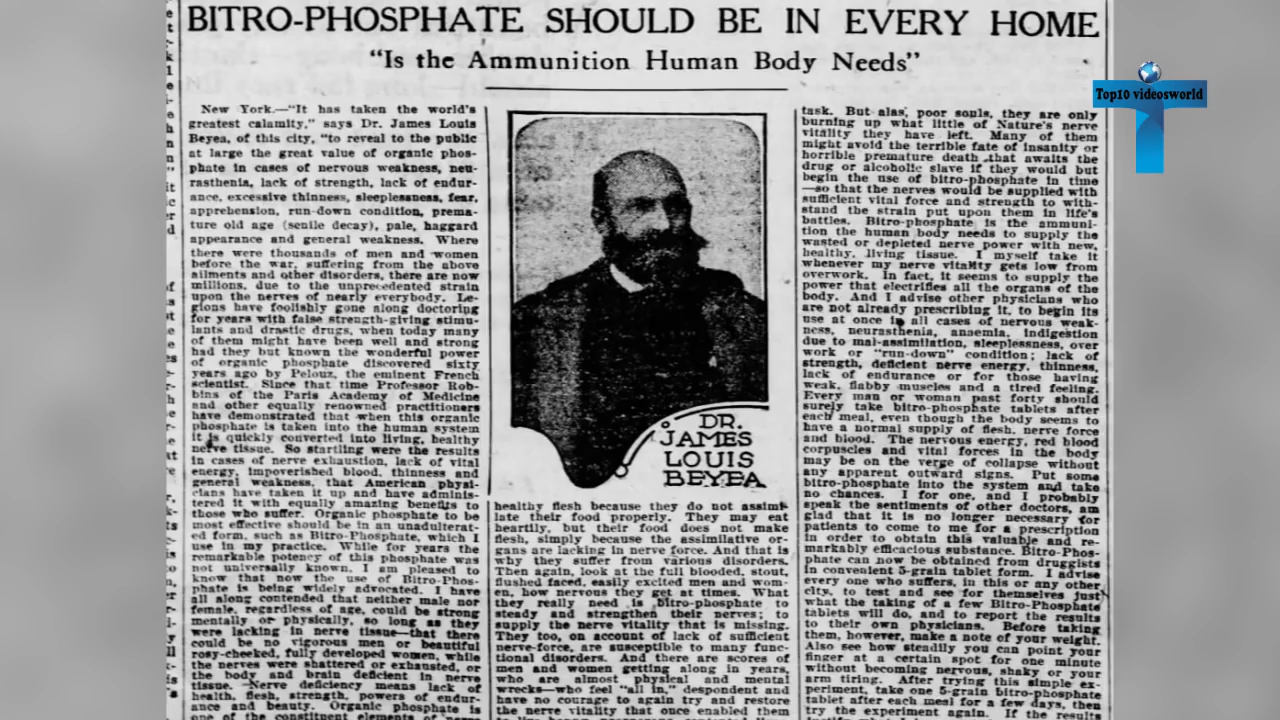 BITRO-PHOSPHATE SHOULD BE IN EVERY HOME
"Is the Ammunition Human Body Needs"
Top10 videosworld
New York.—"It has taken the world's
greatest calamity," says Dr. James Louis
Beyea, of this city, "to reveal to the public
at large the great value of organic phos-
phate in cases of nervous weakness, neu-
rasthenia, lack of strength, lack of endur-
ance, excessive thinness, sleeplessness, fear,
apprehension, run-down condition, prema-
ture old age (senile decay), pale, haggard
appearance and general weakness. Where
there were thousands of men and women
before the war, suffering from the above
ailments and other disorders, there are now
millions, due to the unprecedented strain
upon the nerves of nearly everybody. Le-
gions have foolishly gone along doctoring
for years with false strength-giving stimu-
lants and drastic drugs, when today many
of them might have been well and strong
had they but known the wonderful power
of organic phosphate discovered sixty
years ago by Pelouz, the eminent French
scientist. Since that time Professor Rob-
bins of the Paris Academy of Medicine
and other equally renowned practitioners
have demonstrated that when this organic
phosphate is taken into the human system
it is quickly converted into living, healthy
nerve tissue. So startling were the results
in cases of nerve exhaustion, lack of vital
energy, impoverished blood, thinness and
general weakness, that American physi-
cians have taken it up and have adminis-
tered it with equally amazing benefits to
those who suffer. Organic phosphate to be
most effective should be in an unadulterat-
ed form, such as Bitro-Phosphate, which I
use in my practice. While for years the
remarkable potency of this phosphate was
not universally known, I am pleased to
know that now the use of Bitro-Phos-
phate is being widely advocated. I have
all along contended that neither male nor
female, regardless of age, could be strong
mentally or physically, so long as they
were lacking in nerve tissue—that there
could be no vigorous men or beautiful
rosy-cheeked, fully developed women, while
the nerves were shattered or exhausted, or
the body and brain deficient in nerve
tissue. Nerve deficiency means lack of
health, flesh, strength, powers of endur-
ance and beauty. Organic phosphate is
one of the constituent elements of nerve
DR.
JAMES
LOUIS
BEYEA
healthy flesh because they do not assimi-
late their food properly. They may eat
heartily, but their food does not make
flesh, simply because the assimilative or-
gans are lacking in nerve force. And that is
why they suffer from various disorders.
Then again, look at the full blooded, stout,
flushed faced, easily excited men and wom-
en, how nervous they get at times. What
they really need is bitro-phosphate to
steady and strengthen their nerves; to
supply the nerve vitality that is missing.
They too, on account of lack of sufficient
nerve-force, are susceptible to many func-
tional disorders. And there are scores of
men and women getting along in years,
who are almost physical and mental
wrecks—who feel "all in," despondent and
have no courage to again try and restore
the nerve vitality that once enabled them
task. But alas, poor souls, they are only
burning up what little of Nature's nerve
vitality they have left. Many of them
might avoid the terrible fate of insanity or
horrible premature death that awaits the
drug or alcoholic slave if they would but
begin the use of bitro-phosphate in time
—so that the nerves would be supplied with
sufficient vital force and strength to with-
stand the strain put upon them in life's
battles. Bitro-phosphate is the ammuni-
tion the human body needs to supply the
wasted or depleted nerve power with new,
healthy, living tissue. I myself take it
whenever my nerve vitality gets low from
overwork. In fact, it seems to supply the
power that electrifies all the organs of the
body. And I advise other physicians who
are not already prescribing it, to begin its
use at once in all cases of nervous weak-
ness, neurasthenia, anaemia, indigestion
due to mal-assimilation, sleeplessness, over
work or "run-down" condition; lack of
strength, deficient nerve energy, thinness,
lack of endurance or for those having
weak, flabby muscles and a tired feeling.
Every man or woman past forty should
surely take bitro-phosphate tablets after
each meal, even though the body seems to
have a normal supply of flesh, nerve force
and blood. The nervous energy, red blood
corpuscles and vital forces in the body
may be on the verge of collapse without
any apparent outward signs. Put some
bitro-phosphate into the system and take
no chances. I for one, and I probably
speak the sentiments of other doctors, am
glad that it is no longer necessary for
patients to come to me for a prescription
in order to obtain this valuable and re-
markably efficacious substance. Bitro-Phos-
phate can now be obtained from druggists
in convenient 5-grain tablet form. I advise
every one who suffers, in this or any other
city, to test and see for themselves just
what the taking of a few Bitro-Phosphate
tablets will do, and to report the results
to their own physicians. Before taking
them, however, make a note of your weight.
Also see how steadily you can point your
finger at a certain spot for one minute
without becoming nervous, shaky or your
arm tiring. After trying this simple ex-
periment, take one 5-grain bitro-phosphate
tablet after each meal for a few days, then
try the experiment again. If the results